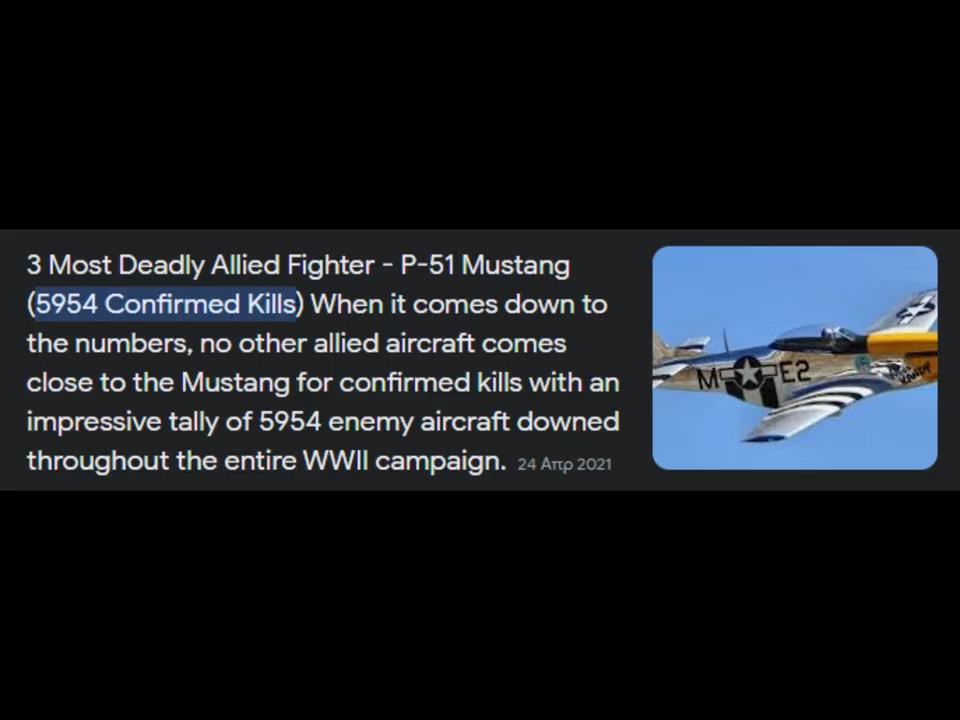 3 Most Deadly Allied Fighter - P-51 Mustang
(5954 Confirmed Kills) When it comes down to
the numbers, no other allied aircraft comes
close to the Mustang for confirmed kills with an
impressive tally of 5954 enemy aircraft downed
throughout the entire WWII campaign. 24 Απρ 2021
M E2